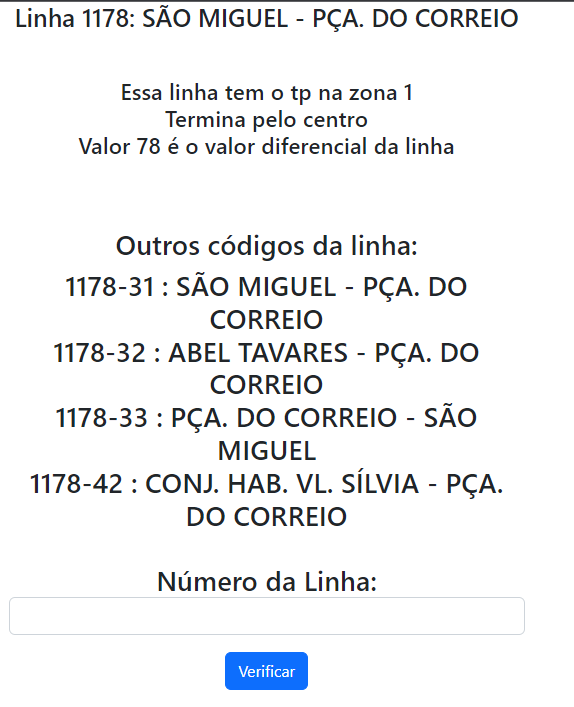 Linha 1178: SÃO MIGUEL - PÇA. DO CORREIO
Essa linha tem o tp na zona 1
Termina pelo centro
Valor 78 é o valor diferencial da linha
Outros códigos da linha:
1178-31 : SÃO MIGUEL - PÇA. DO
CORREIO
1178-32 : ABEL TAVARES - PÇA. DO
CORREIO
1178-33 : PÇA. DO CORREIO - SÃO
MIGUEL
1178-42 : CONJ. HAB. VL. SÍLVIA - PÇA.
DO CORREIO
Número da Linha:
Verificar